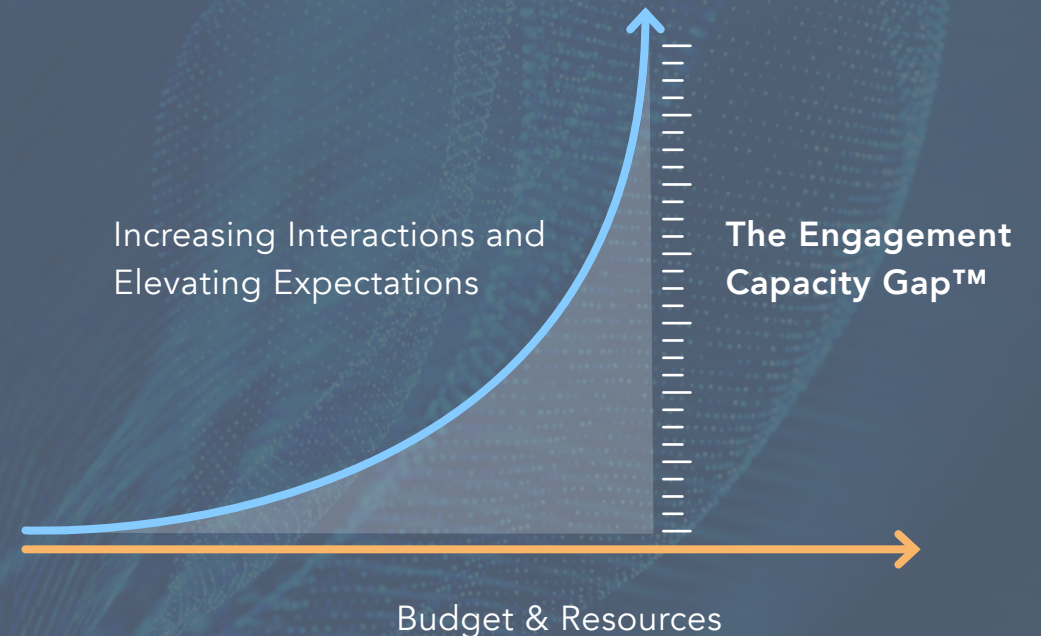 Increasing Interactions and
Elevating Expectations
The Engagement
Capacity Gap™
Budget & Resources